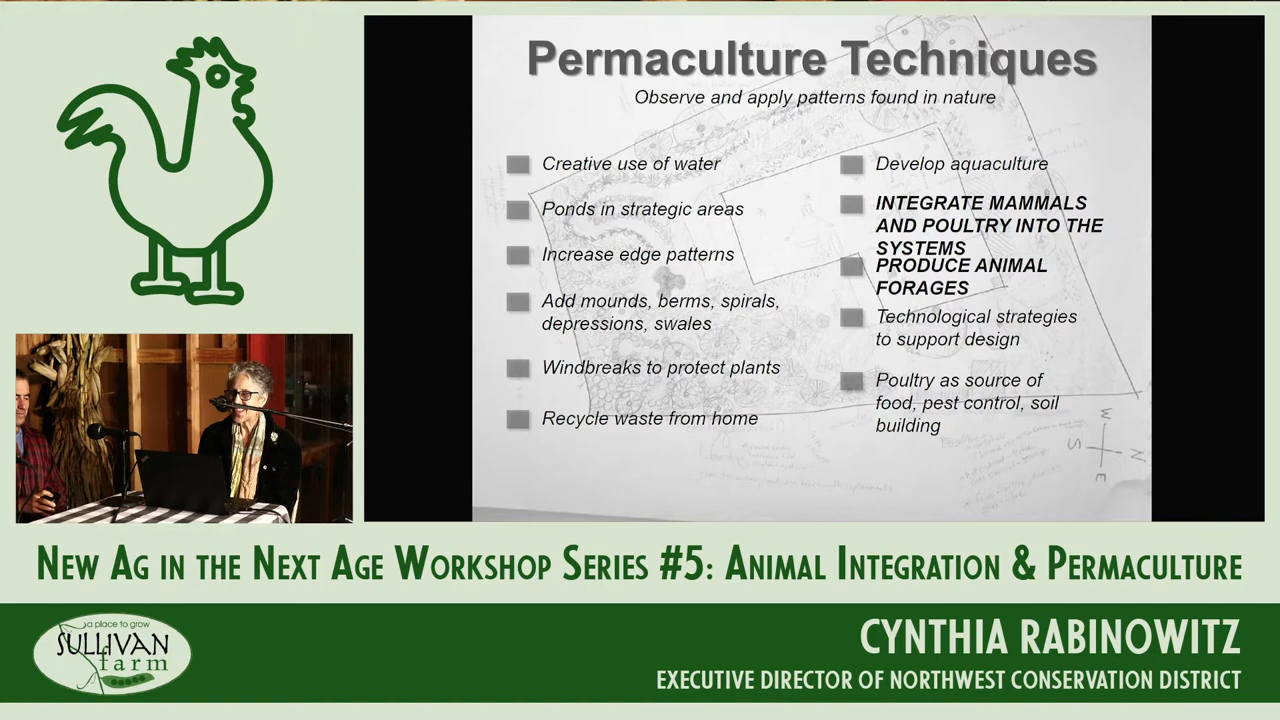 Permaculture Techniques
Observe and apply patterns found in nature
Creative use of water
Ponds in strategic areas
Increase edge patterns
Add mounds, berms, spirals,
depressions, swales
Windbreaks to protect plants
Recycle waste from home
Develop aquaculture
INTEGRATE MAMMALS
AND POULTRY INTO THE
SYSTEMS
PRODUCE ANIMAL
FORAGES
Technological strategies
to support design
Poultry as source of
food, pest control, soil
building
W
S N
E
NEW AG IN THE NEXT AGE WORKSHOP SERIES #5: ANIMAL INTEGRATION & PERMACULTURE
a place to grow
SULLIVAN
farm
CYNTHIA RABINOWITZ
EXECUTIVE DIRECTOR OF NORTHWEST CONSERVATION DISTRICT